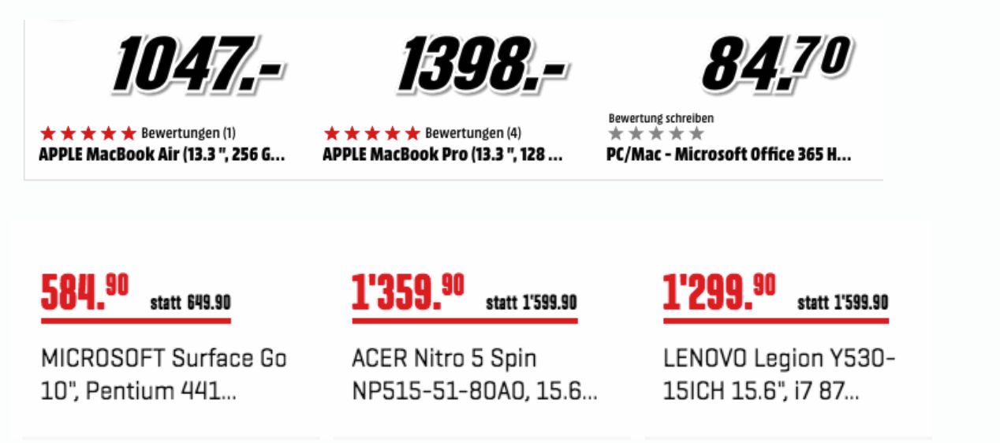 1047.- 1398.- 84.70
Bewertung schreiben
Bewertungen (1) Bewertungen (4)
APPLE MacBook Air (13.3 ", 256 G... APPLE MacBook Pro (13.3 ", 128 ... PC/Mac - Microsoft Office 365 H...
584.90 statt 649.90 1'359.90 statt 1'599.90 1'299.90 statt 1'599.90
MICROSOFT Surface Go ACER Nitro 5 Spin LENOVO Legion Y530-
10", Pentium 441... NP515-51-80A0, 15.6... 15ICH 15.6", i7 87...